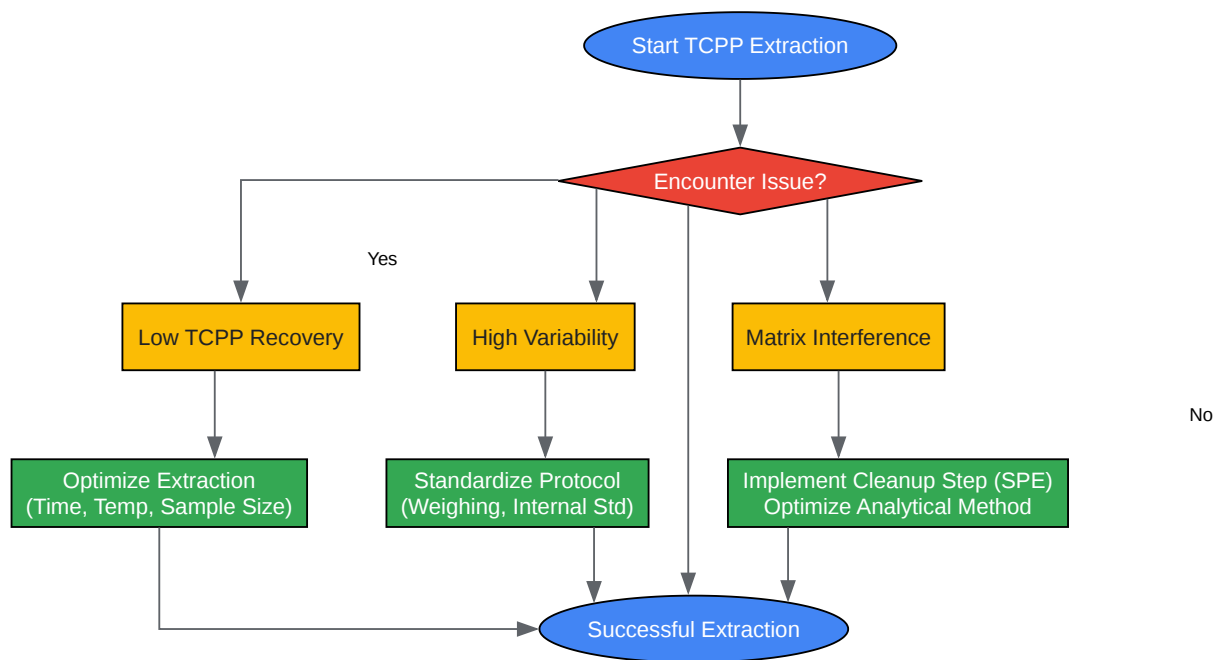 Start TCPP Extraction
Encounter Issue?
Yes
Low TCPP Recovery
High Variability
Matrix Interference
No
Optimize Extraction
(Time, Temp, Sample Size)
Standardize Protocol
(Weighing, Internal Std)
Implement Cleanup Step (SPE)
Optimize Analytical Method
Successful Extraction